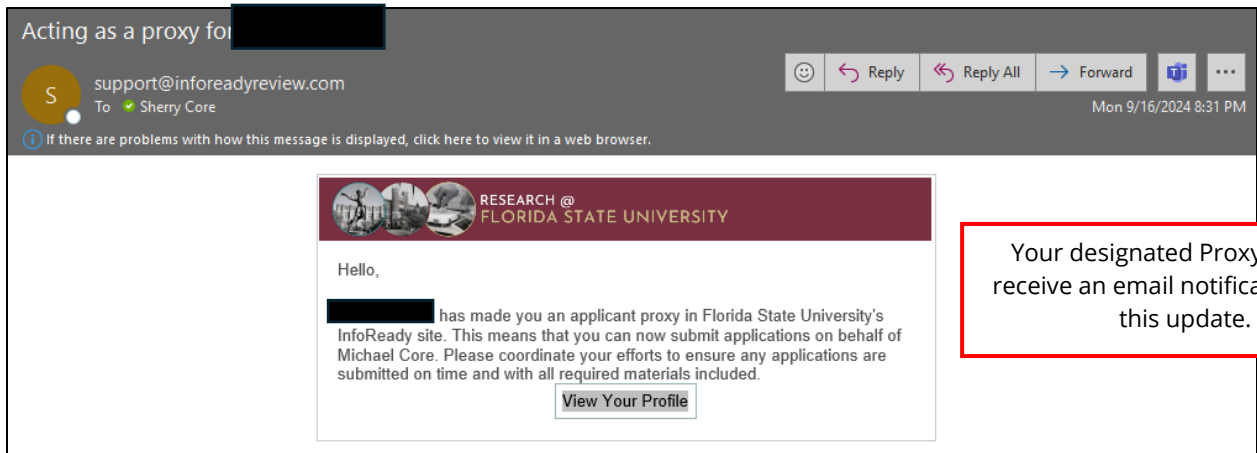 Acting as a proxy for
support@inforeadyreview.com
Reply
Reply All
Forward
S
To Sherry Core
Mon 9/16/2024 8:31 PM
If there are problems with how this message is displayed, click here to view it in a web browser.
RESEARCH @
FLORIDA STATE UNIVERSITY
Hello,
has made you an applicant proxy in Florida State University's
InfoReady site. This means that you can now submit applications on behalf of
Michael Core. Please coordinate your efforts to ensure any applications are
submitted on time and with all required materials included.
View Your Profile
Your designated Proxy
receive an email notifica
this update.